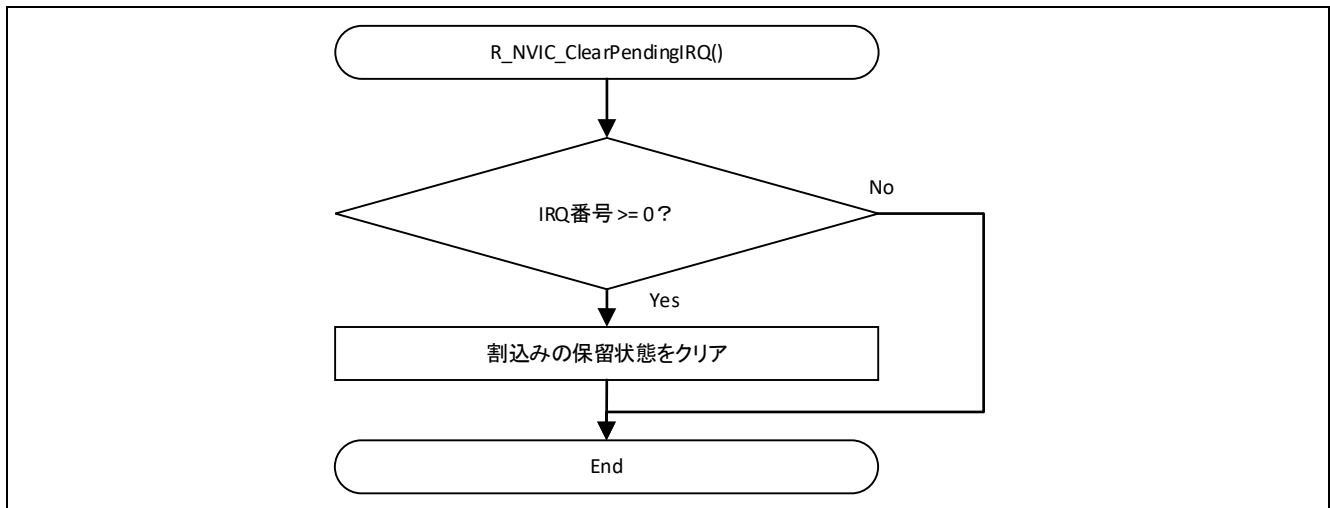 R_NVIC_ClearPendingIRQ()
No
IRQ番号 >= 0？
Yes
割込みの保留状態をクリア
End